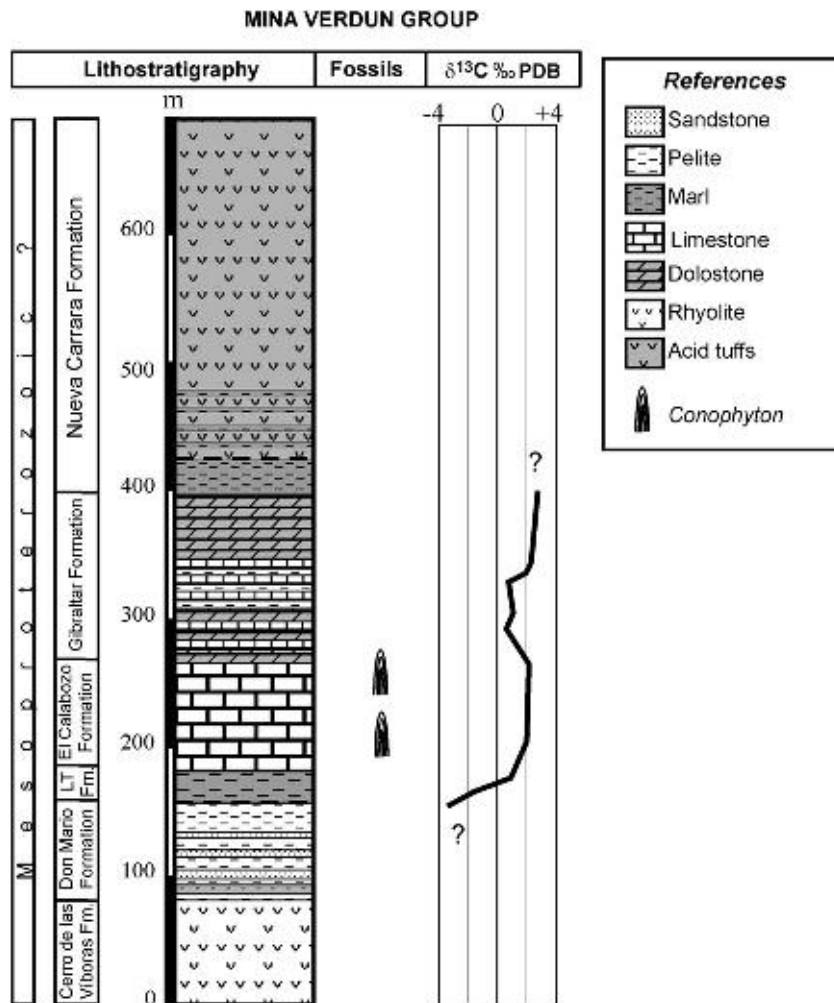 MINA VERDUN GROUP
Lithostratigraphy
Fossils
δ¹³C ‰ PDB
m
-4 0 +4
Mesoproterozoic ?
Nueva Carrara Formation
Gibraltar Formation
El Calabozo
Formation
LT
Fm.
Don Mario
Formation
Cerro de las
Víboras Fm.
600
500
400
300
200
100
0
?
?
References
Sandstone
Pelite
Marl
Limestone
Dolostone
Rhyolite
Acid tuffs
Conophyton